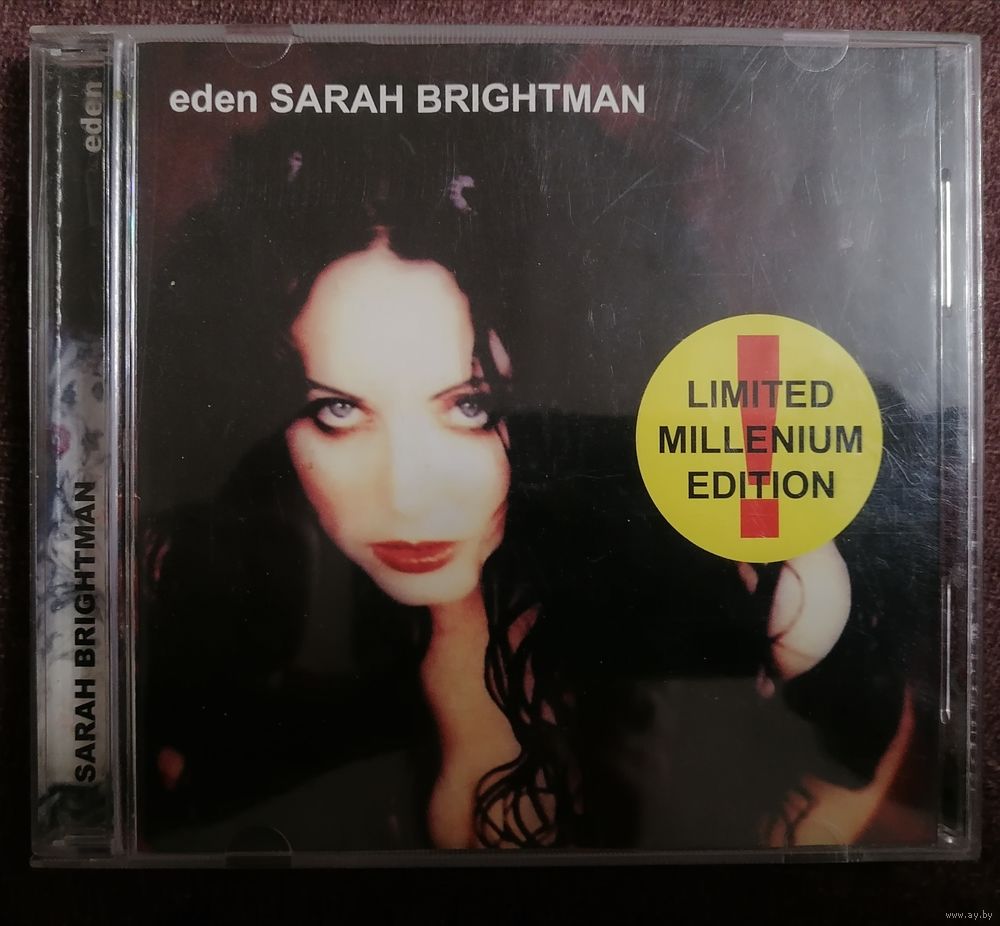 eden SARAH BRIGHTMAN
eden
SARAH BRIGHTMAN
LIMITED
MILLENIUM
EDITION
www.ay.by